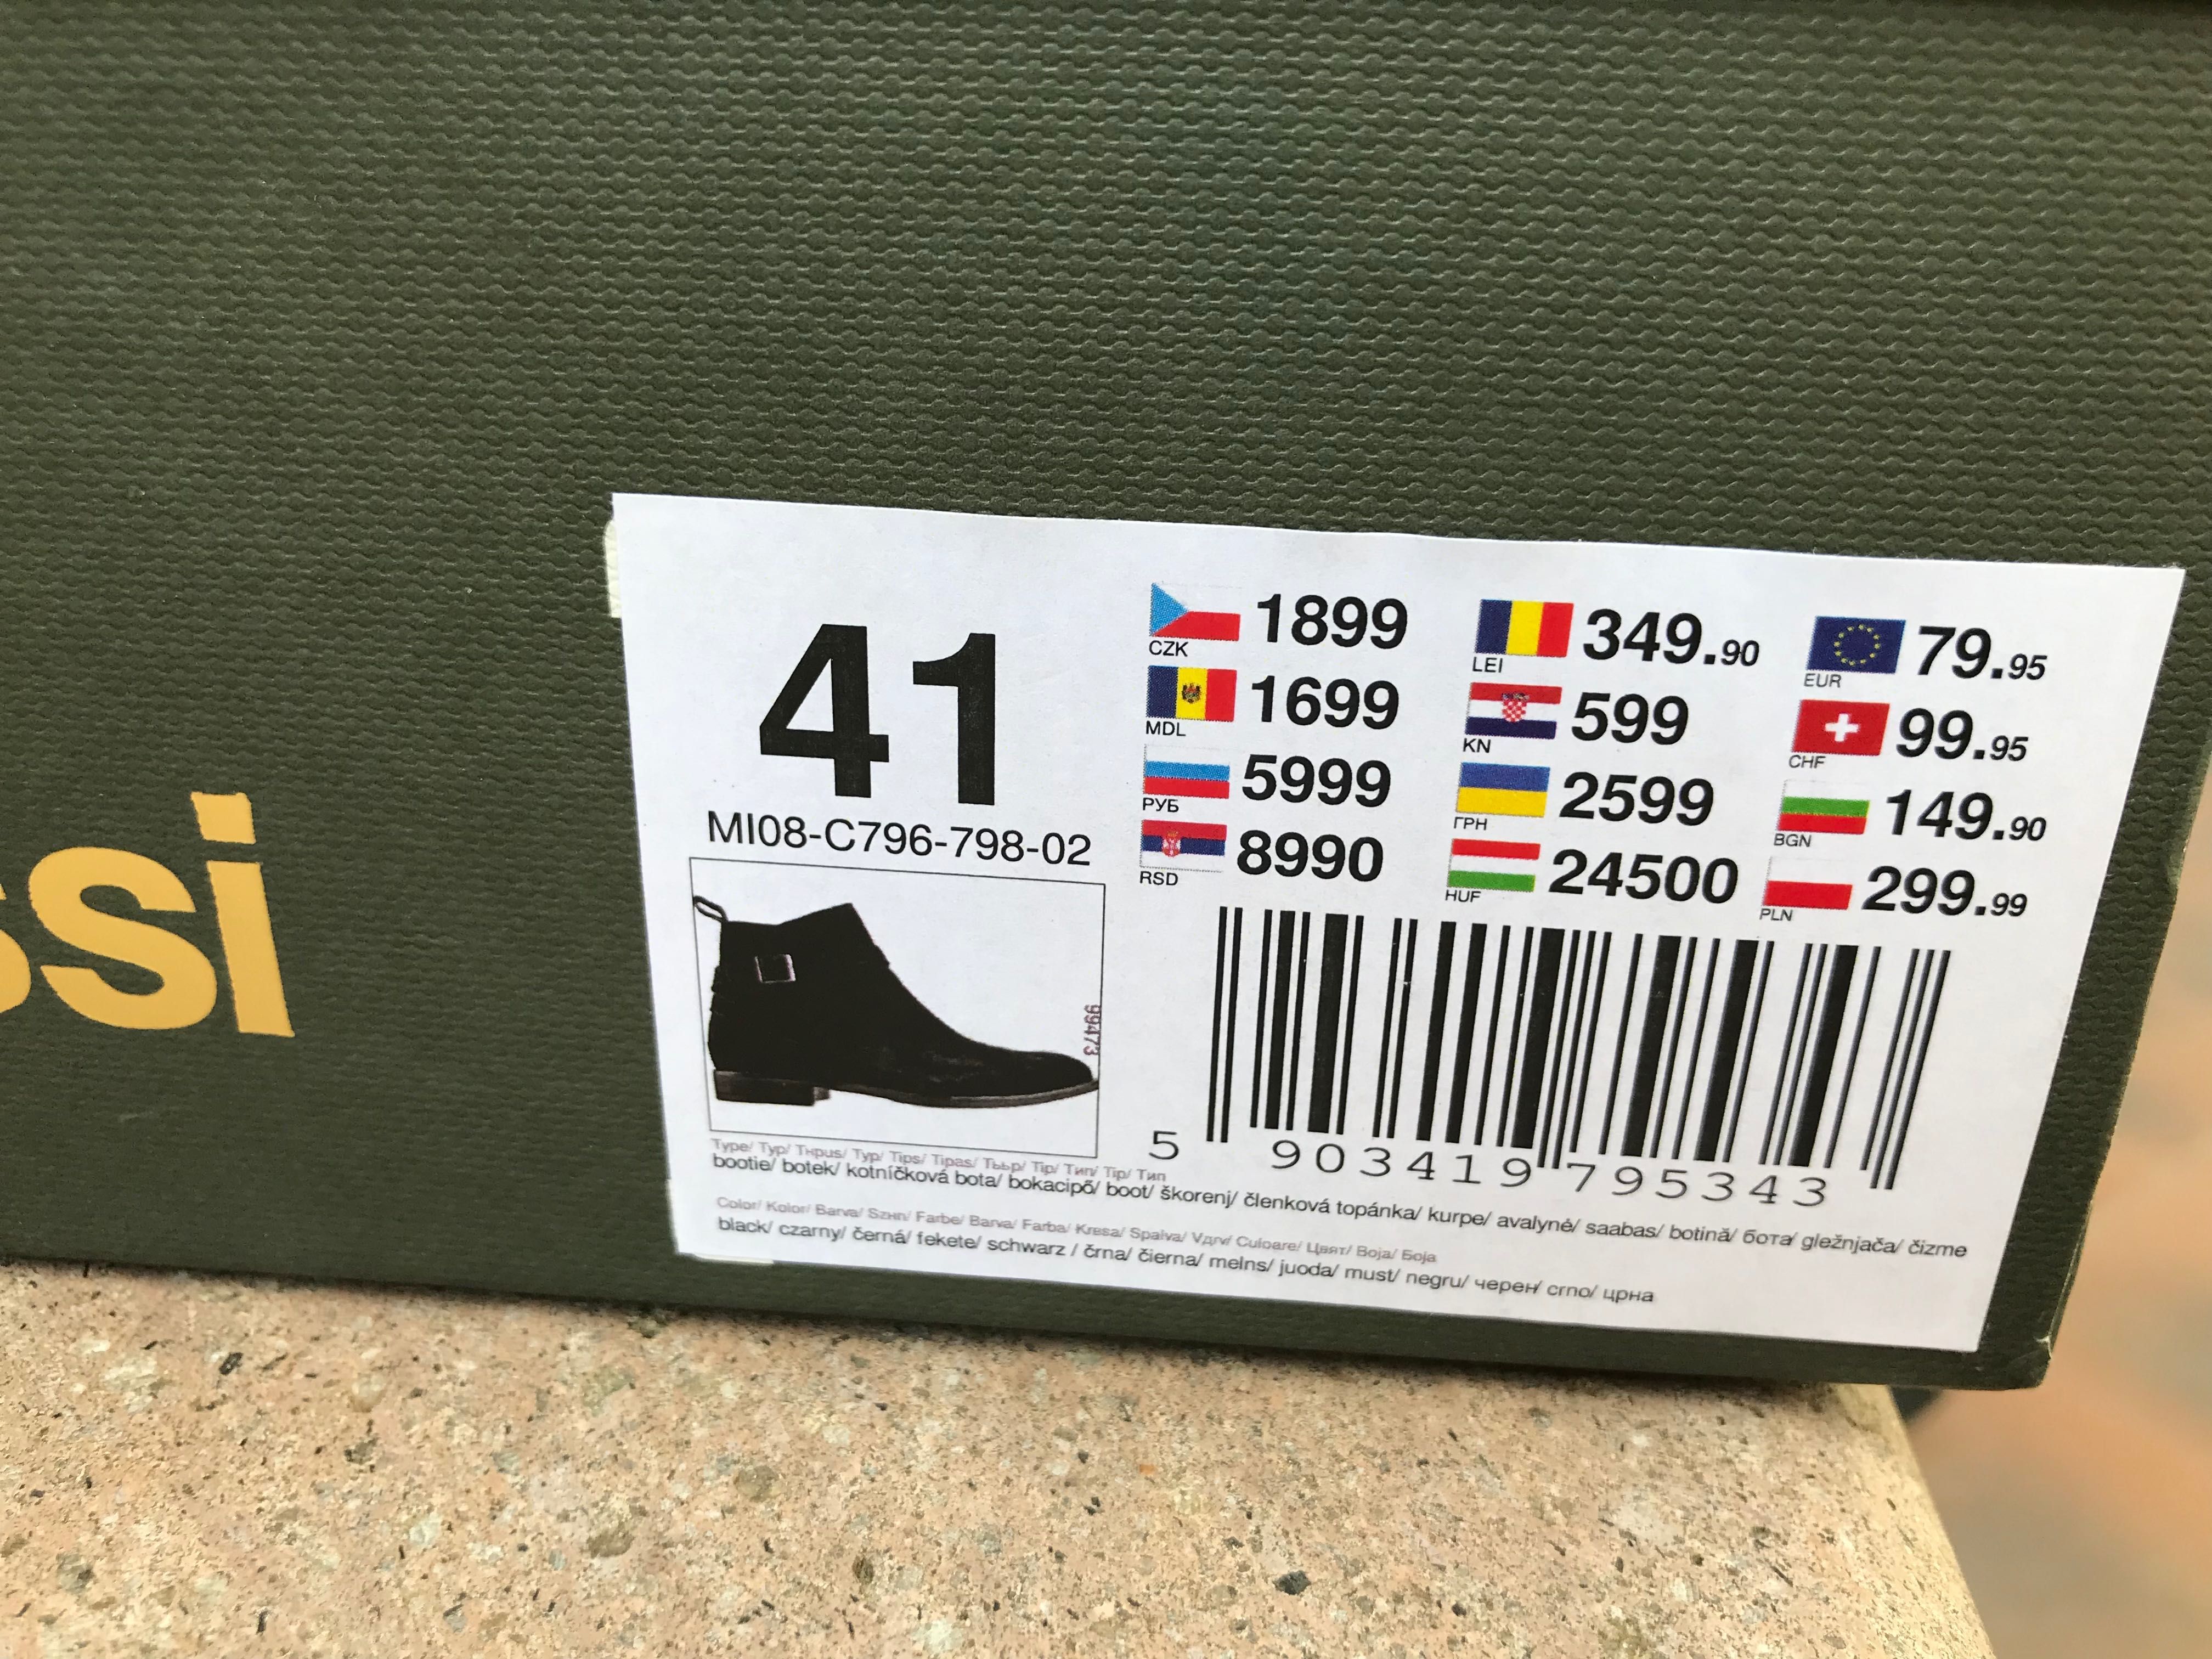 ssi
41
MI08-C796-798-02
99473
CZK 1899
LEI 349.90
EUR 79.95
MDL 1699
KN 599
CHF 99.95
РУБ 5999
ГРН 2599
BGN 149.90
RSD 8990
HUF 24500
PLN 299.99
5 903419 795343
Type/ Typ/ Тнрus/ Typ/ Tips/ Tipas/ Тььр/ Tip/ Тип/ Tip/ Тип
bootie/ botek/ kotníčková bota/ bokacipő/ boot/ škorenj/ členková topánka/ kurpe/ avalynė/ saabas/ botină/ бота/ gležnjača/ čizme
Color/ Kolor/ Barva/ Szнn/ Farbe/ Barva/ Farba/ Kresa/ Spalva/ Vдrv/ Culoare/ Цвят/ Boja/ Боја
black/ czarny/ černá/ fekete/ schwarz / črna/ čierna/ melns/ juoda/ must/ negru/ черен/ crno/ црна